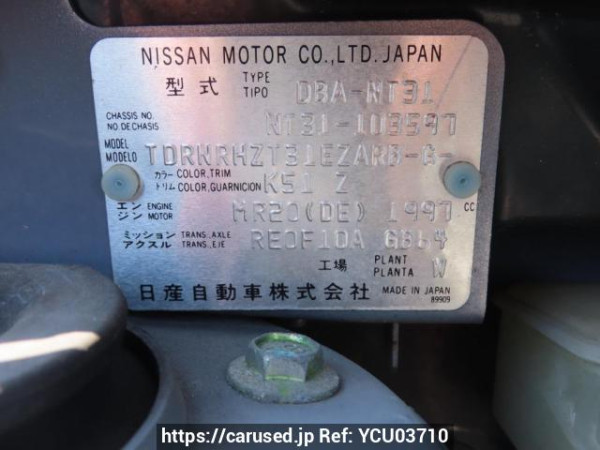 NISSAN MOTOR CO.,LTD. JAPAN
型式 TYPE TIPO DBA-NT31
CHASSIS NO. NO.DECHASIS NT31-103597
MODEL MODELO TDRNRHZT31EZARB-G-
カラー COLOR,TRIM トリム COLOR,GUARNICION K51 Z
エンジン ENGINE MOTOR MR20(DE) 1997 CC
ミッション TRANS.,AXLE アクスル TRANS.,EJE RE0F10A G864
工場 PLANT PLANTA W
日産自動車株式会社 MADE IN JAPAN
89909
https://carused.jp Ref: YCU03710